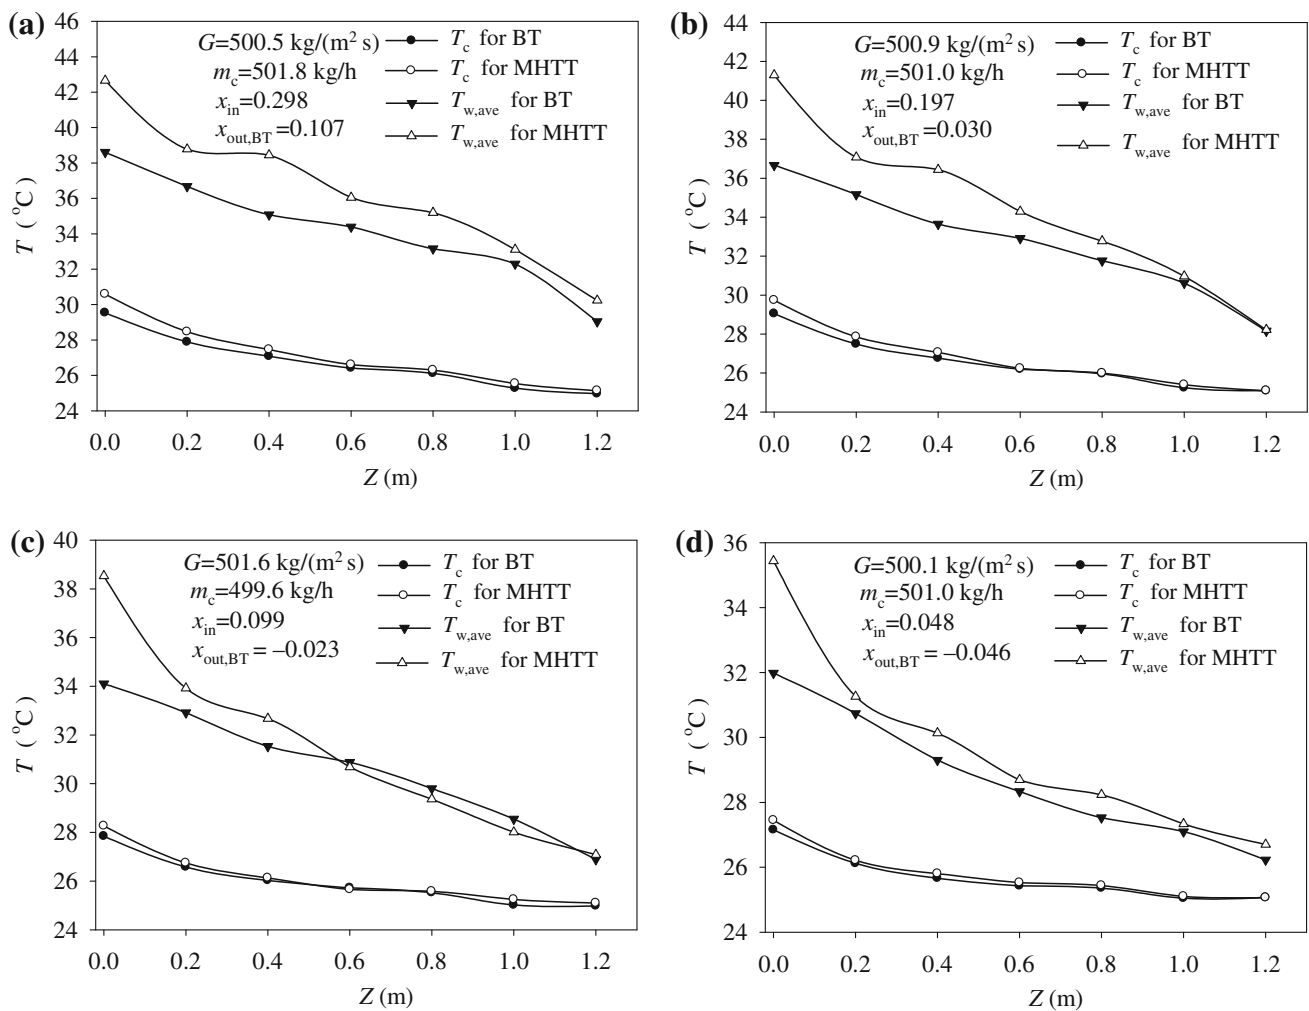 (a)
46
44
42
40
38
36
34
32
30
28
26
24
T ( °C)
G=500.5 kg/(m² s)
m_c=501.8 kg/h
x_in=0.298
x_out,BT=0.107
T_c for BT
T_c for MHTT
T_w,ave for BT
T_w,ave for MHTT
0.0 0.2 0.4 0.6 0.8 1.0 1.2
Z (m)
(b)
44
42
40
38
36
34
32
30
28
26
24
T ( °C)
G=500.9 kg/(m² s)
m_c=501.0 kg/h
x_in=0.197
x_out,BT=0.030
T_c for BT
T_c for MHTT
T_w,ave for BT
T_w,ave for MHTT
0.0 0.2 0.4 0.6 0.8 1.0 1.2
Z (m)
(c)
40
38
36
34
32
30
28
26
24
T ( °C)
G=501.6 kg/(m² s)
m_c=499.6 kg/h
x_in=0.099
x_out,BT = –0.023
T_c for BT
T_c for MHTT
T_w,ave for BT
T_w,ave for MHTT
0.0 0.2 0.4 0.6 0.8 1.0 1.2
Z (m)
(d)
36
34
32
30
28
26
24
T ( °C)
G=500.1 kg/(m² s)
m_c=501.0 kg/h
x_in=0.048
x_out,BT = –0.046
T_c for BT
T_c for MHTT
T_w,ave for BT
T_w,ave for MHTT
0.0 0.2 0.4 0.6 0.8 1.0 1.2
Z (m)